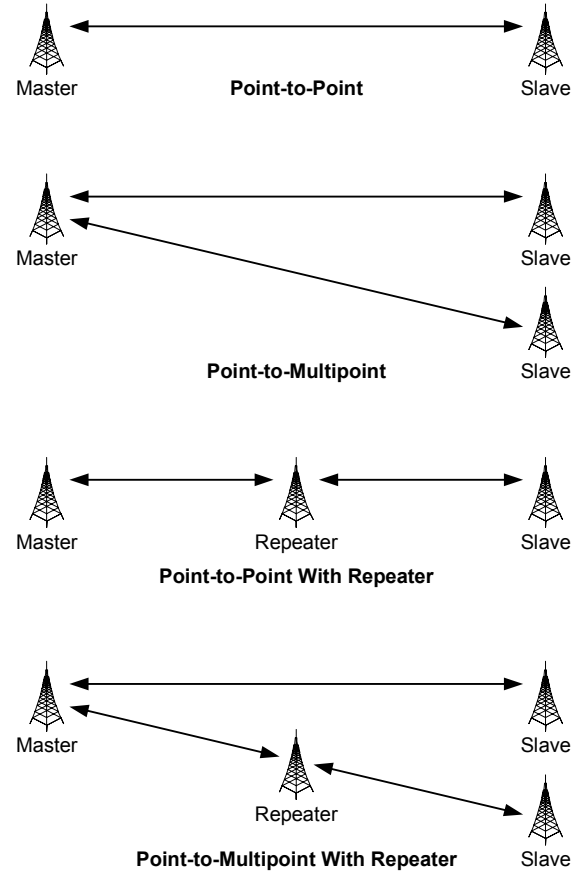 Master
Point-to-Point
Slave
Master
Slave
Point-to-Multipoint
Slave
Master
Repeater
Slave
Point-to-Point With Repeater
Master
Slave
Repeater
Point-to-Multipoint With Repeater
Slave